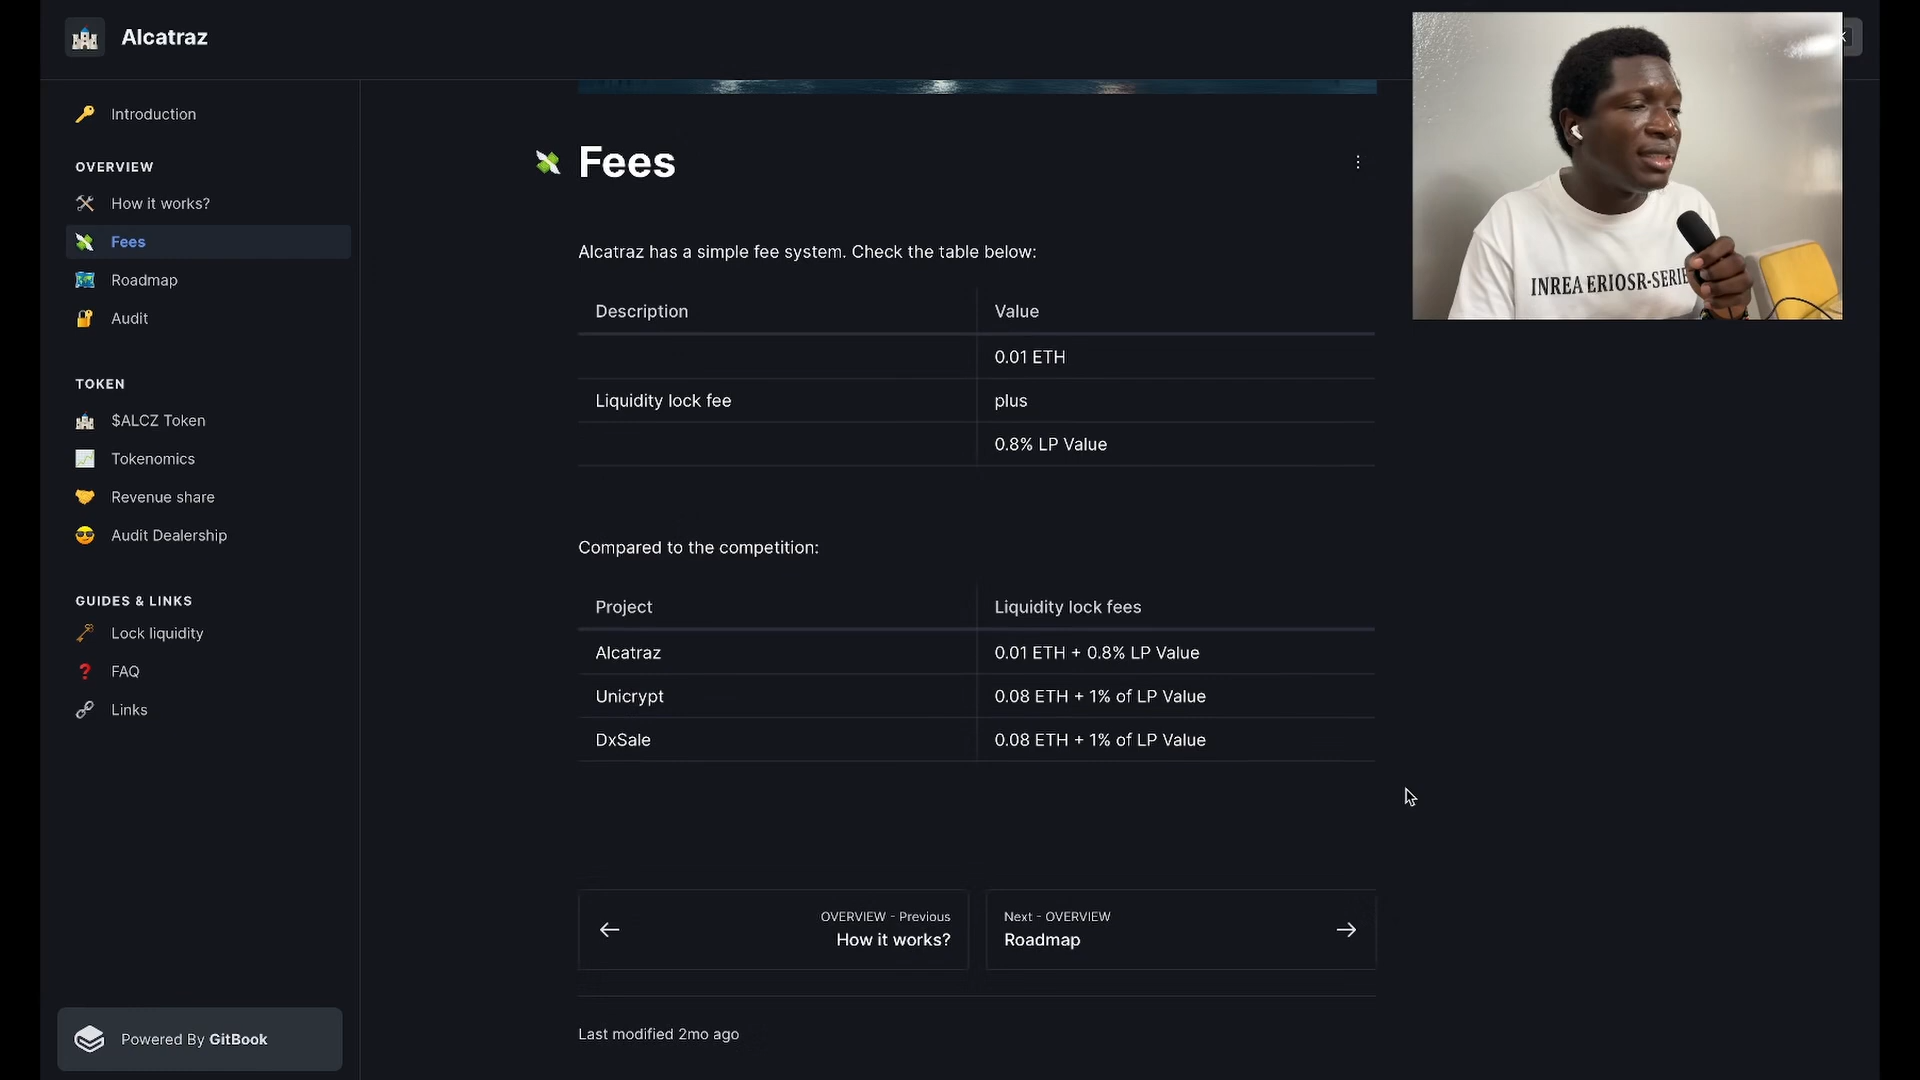 Alcatraz
Introduction
OVERVIEW
How it works?
Fees
Roadmap
Audit
TOKEN
$ALCZ Token
Tokenomics
Revenue share
Audit Dealership
GUIDES & LINKS
Lock liquidity
FAQ
Links
Powered By GitBook
Fees
Alcatraz has a simple fee system. Check the table below:
Description Value
0.01 ETH
Liquidity lock fee plus
0.8% LP Value
Compared to the competition:
Project Liquidity lock fees
Alcatraz 0.01 ETH + 0.8% LP Value
Unicrypt 0.08 ETH + 1% of LP Value
DxSale 0.08 ETH + 1% of LP Value
OVERVIEW - Previous
How it works?
Next - OVERVIEW
Roadmap
Last modified 2mo ago
INREA ERIOSR-SERIE